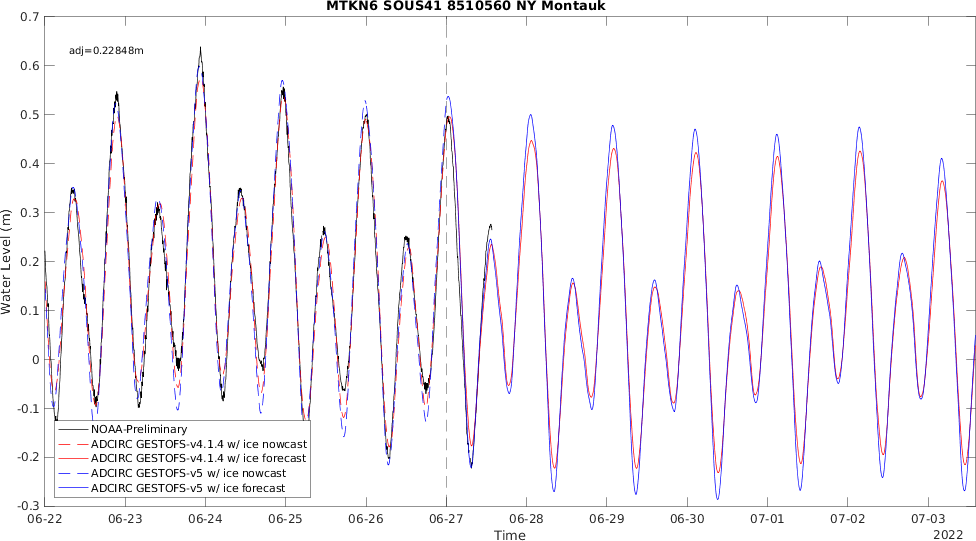 MTKN6 SOUS41 8510560 NY Montauk
adj=0.22848m
Water Level (m)
0.7
0.6
0.5
0.4
0.3
0.2
0.1
0
-0.1
-0.2
-0.3
NOAA-Preliminary
ADCIRC GESTOFS-v4.1.4 w/ ice nowcast
ADCIRC GESTOFS-v4.1.4 w/ ice forecast
ADCIRC GESTOFS-v5 w/ ice nowcast
ADCIRC GESTOFS-v5 w/ ice forecast
06-22 06-23 06-24 06-25 06-26 06-27 06-28 06-29 06-30 07-01 07-02 07-03
Time
2022